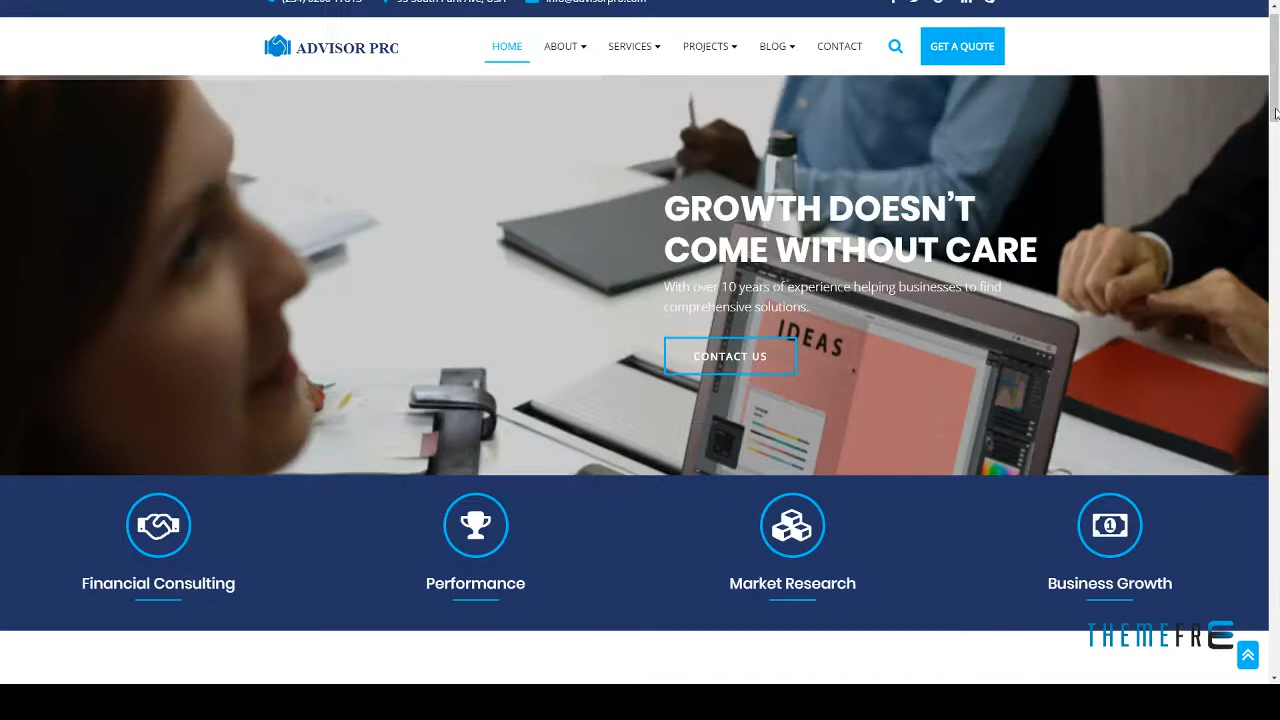 ADVISOR PRO
HOME
ABOUT
SERVICES
PROJECTS
BLOG
CONTACT
GET A QUOTE
GROWTH DOESN'T
COME WITHOUT CARE
With over 10 years of experience helping businesses to find
comprehensive solutions.
CONTACT US
IDEAS
Financial Consulting
Performance
Market Research
Business Growth
THEMEFRE